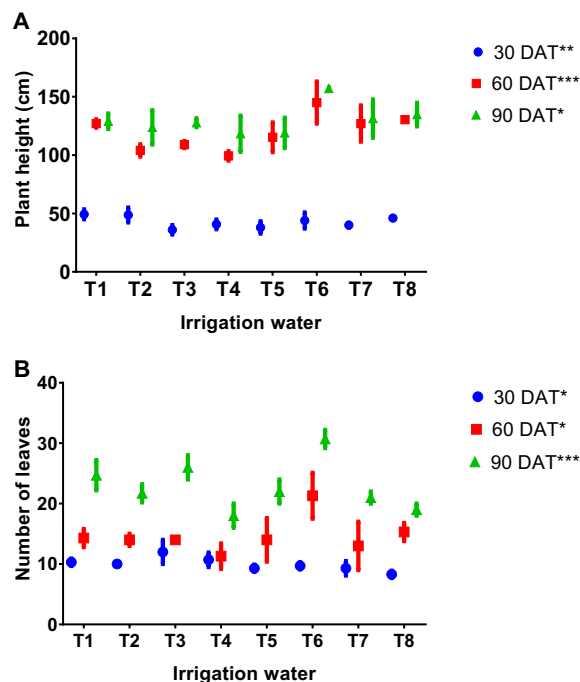 A
Plant height (cm)
200
150
100
50
0
T1 T2 T3 T4 T5 T6 T7 T8
Irrigation water
30 DAT**
60 DAT***
90 DAT*
B
Number of leaves
40
30
20
10
0
T1 T2 T3 T4 T5 T6 T7 T8
Irrigation water
30 DAT*
60 DAT*
90 DAT***